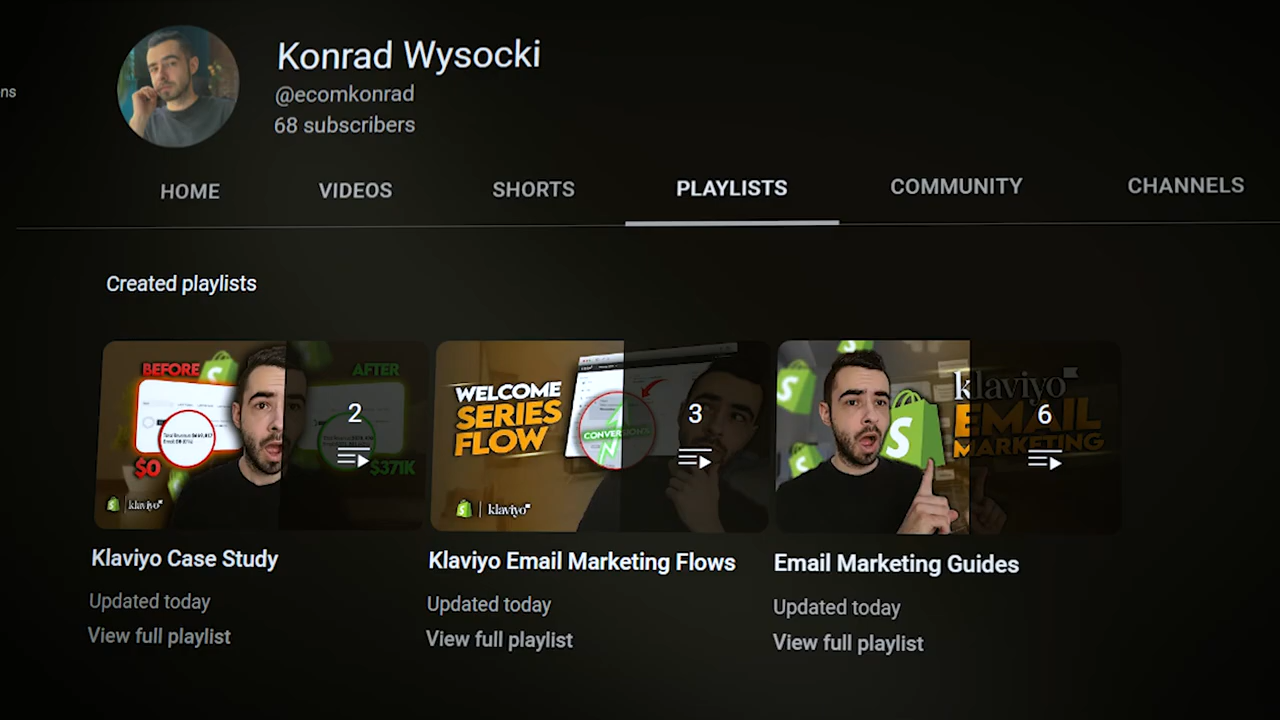 ns
Konrad Wysocki
@ecomkonrad
68 subscribers
HOME
VIDEOS
SHORTS
PLAYLISTS
COMMUNITY
CHANNELS
Created playlists
BEFORE
AFTER
$0
$371K
klaviyo
2
WELCOME
SERIES
FLOW
CONVERSIONS
klaviyo
3
klaviyo
EMAIL
MARKETING
6
Klaviyo Case Study
Updated today
View full playlist
Klaviyo Email Marketing Flows
Updated today
View full playlist
Email Marketing Guides
Updated today
View full playlist